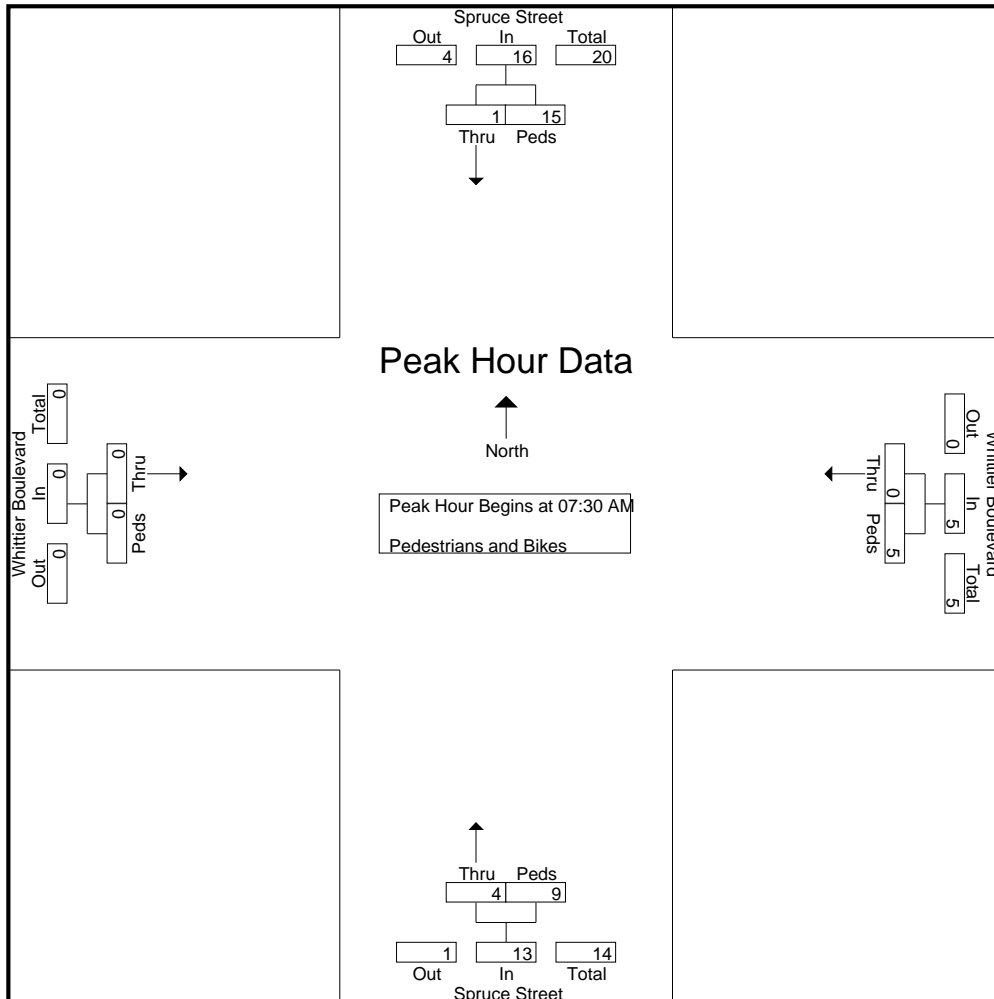 Spruce Street
Out In Total
4 16 20
1 15
Thru Peds
Peak Hour Data
North
Peak Hour Begins at 07:30 AM
Pedestrians and Bikes
Whittier Boulevard
Out In Total
0 0 0
Thru Peds
0 0
Whittier Boulevard
Out In Total
0 5 5
Thru Peds
0 5
Thru Peds
4 9
1 13 14
Out In Total
Spruce Street